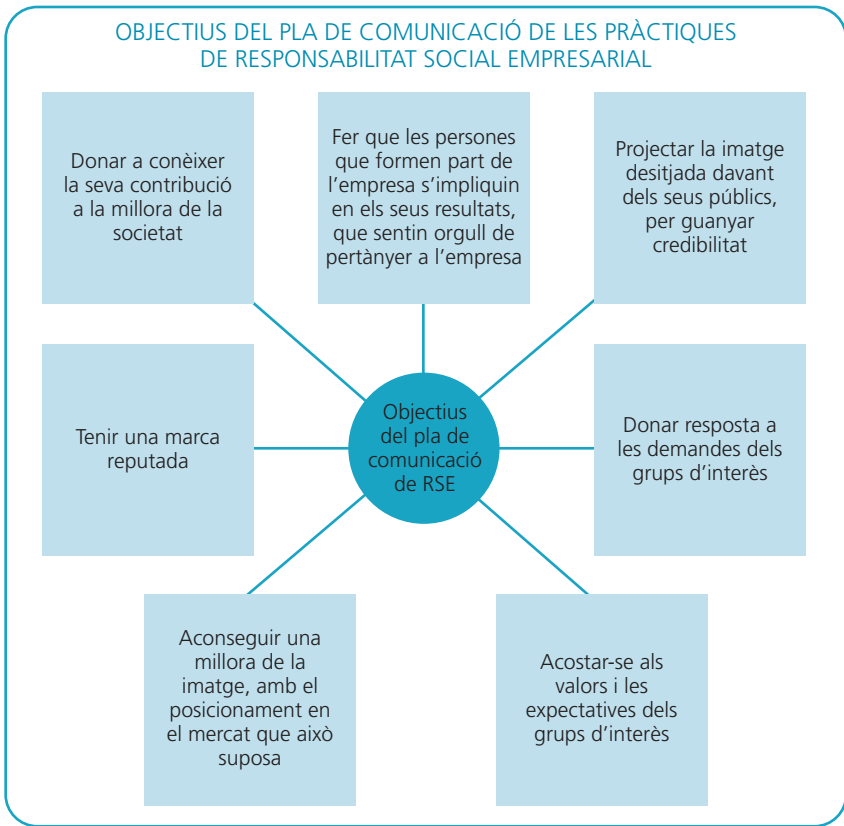 OBJECTIUS DEL PLA DE COMUNICACIÓ DE LES PRÀCTIQUES
DE RESPONSABILITAT SOCIAL EMPRESARIAL
Donar a conèixer
la seva contribució
a la millora de la
societat
Fer que les persones
que formen part de
l’empresa s’impliquin
en els seus resultats,
que sentin orgull de
pertànyer a l’empresa
Projectar la imatge
desitjada davant
dels seus públics,
per guanyar
credibilitat
Tenir una marca
reputada
Objectius
del pla de
comunicació
de RSE
Donar resposta a
les demandes dels
grups d’interès
Aconseguir una
millora de la
imatge, amb el
posicionament en
el mercat que això
suposa
Acostar-se als
valors i les
expectatives dels
grups d’interès